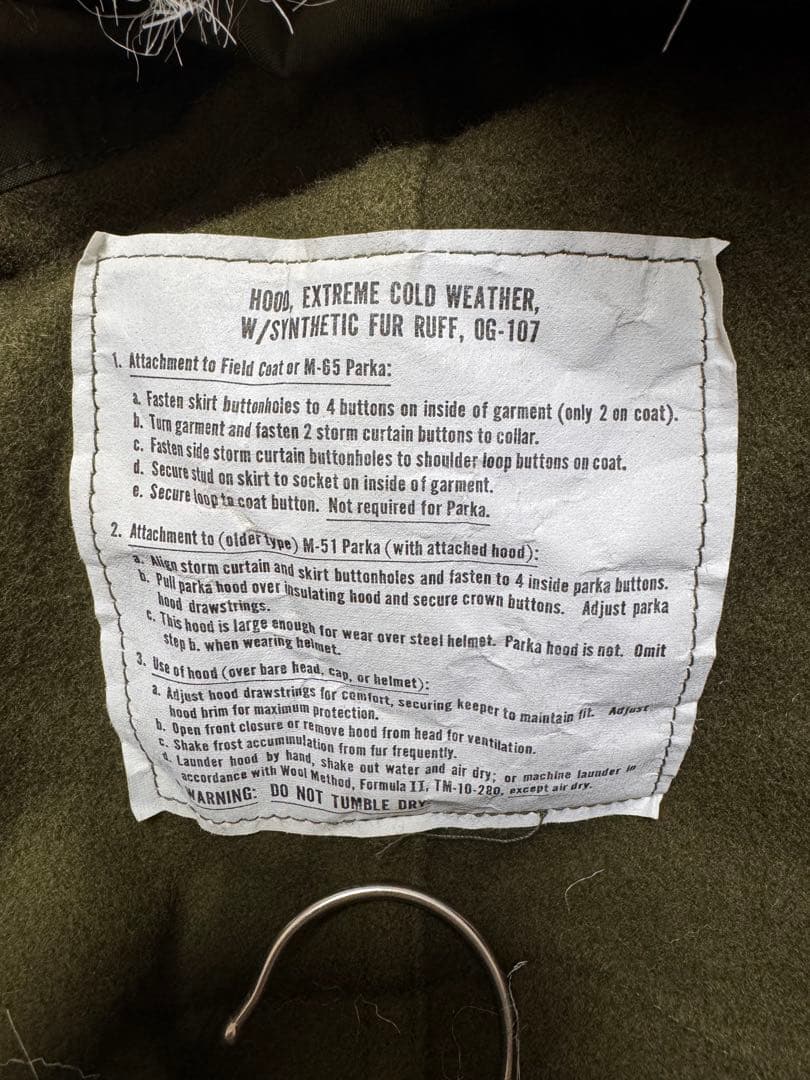 HOOD, EXTREME COLD WEATHER,
W/SYNTHETIC FUR RUFF, OG-107
1. Attachment to Field Coat or M-65 Parka:
a. Fasten skirt buttonholes to 4 buttons on inside of garment (only 2 on coat).
b. Turn garment and fasten 2 storm curtain buttons to collar.
c. Fasten side storm curtain buttonholes to shoulder loop buttons on coat.
d. Secure stud on skirt to socket on inside of garment.
e. Secure loop to coat button. Not required for Parka.
2. Attachment to (older type) M-51 Parka (with attached hood):
a. Align storm curtain and skirt buttonholes and fasten to 4 inside parka buttons.
b. Pull parka hood over insulating hood and secure crown buttons. Adjust parka
hood drawstrings.
c. This hood is large enough for wear over steel helmet. Parka hood is not. Omit
step b. when wearing helmet.
3. Use of hood (over bare head, cap, or helmet):
a. Adjust hood drawstrings for comfort, securing keeper to maintain fit. Adjust
hood brim for maximum protection.
b. Open front closure or remove hood from head for ventilation.
c. Shake frost accumulation from fur frequently.
d. Launder hood by hand, shake out water and air dry; or machine launder in
accordance with Wool Method, Formula II, TM-10-280, except air dry.
WARNING: DO NOT TUMBLE DRY